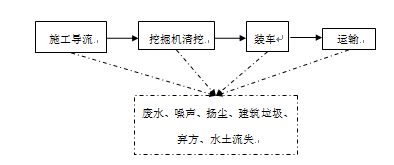 施工导流
挖掘机清挖
装车
运输
废水、噪声、扬尘、建筑垃圾、
弃方、水土流失